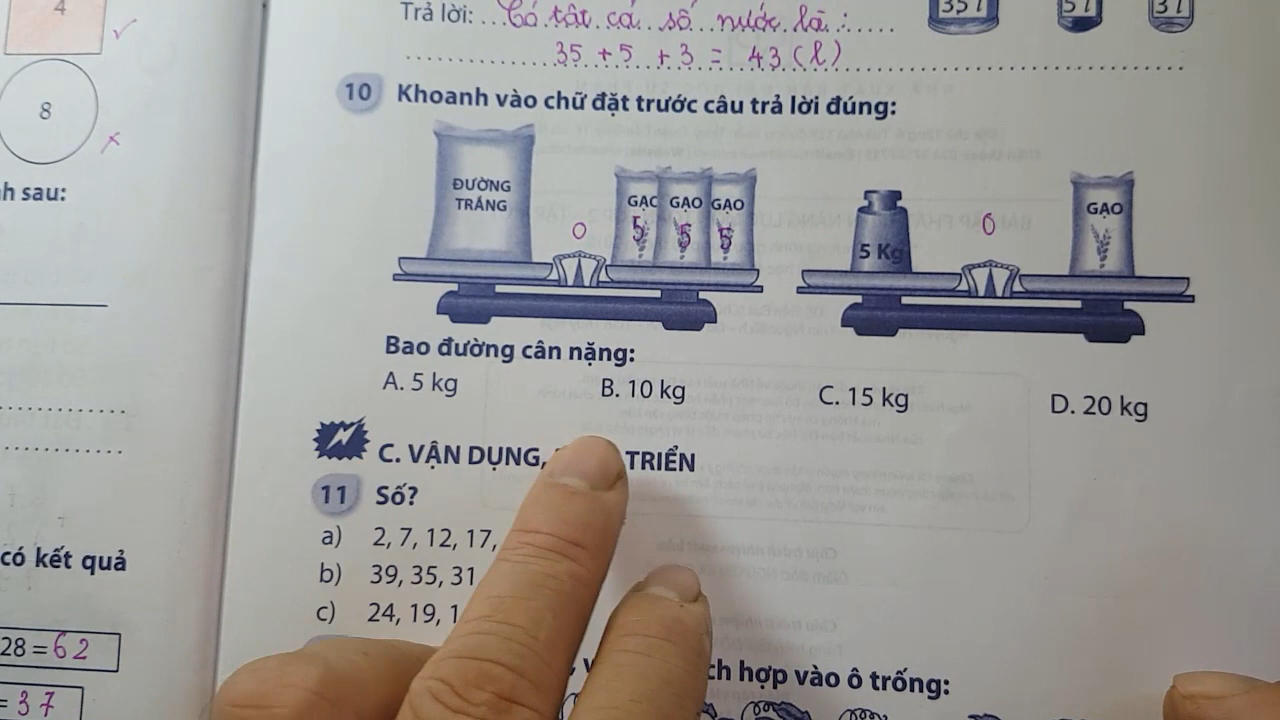 4
8
nh sau:
có kết quả
28 = 62
= 37
Trả lời: Có tất cả số nước là:
35 l
5 l
3 l
35 + 5 + 3 = 43 (l)
10 Khoanh vào chữ đặt trước câu trả lời đúng:
ĐƯỜNG
TRẮNG
0
GẠO GẠO GẠO
5 5 5
5 Kg
0
GẠO
Bao đường cân nặng:
A. 5 kg B. 10 kg C. 15 kg D. 20 kg
C. VẬN DỤNG, TRIỂN
11 Số?
a) 2, 7, 12, 17,
b) 39, 35, 31
c) 24, 19, 1
ch hợp vào ô trống: